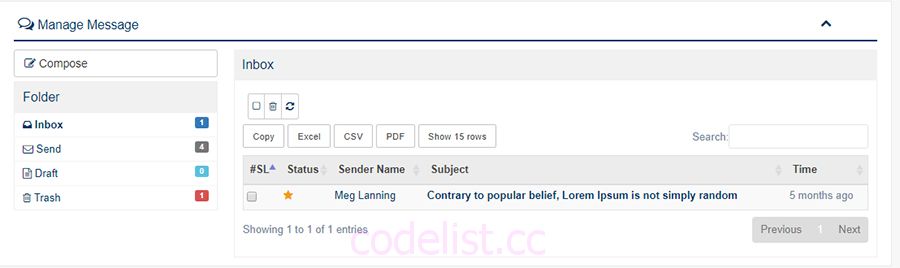 Manage Message
Compose
Folder
Inbox 1
Send 4
Draft 0
Trash 1
Inbox
Copy Excel CSV PDF Show 15 rows Search:
#SL Status Sender Name Subject Time
Meg Lanning Contrary to popular belief, Lorem Ipsum is not simply random 5 months ago
Showing 1 to 1 of 1 entries Previous 1 Next
codelist.cc